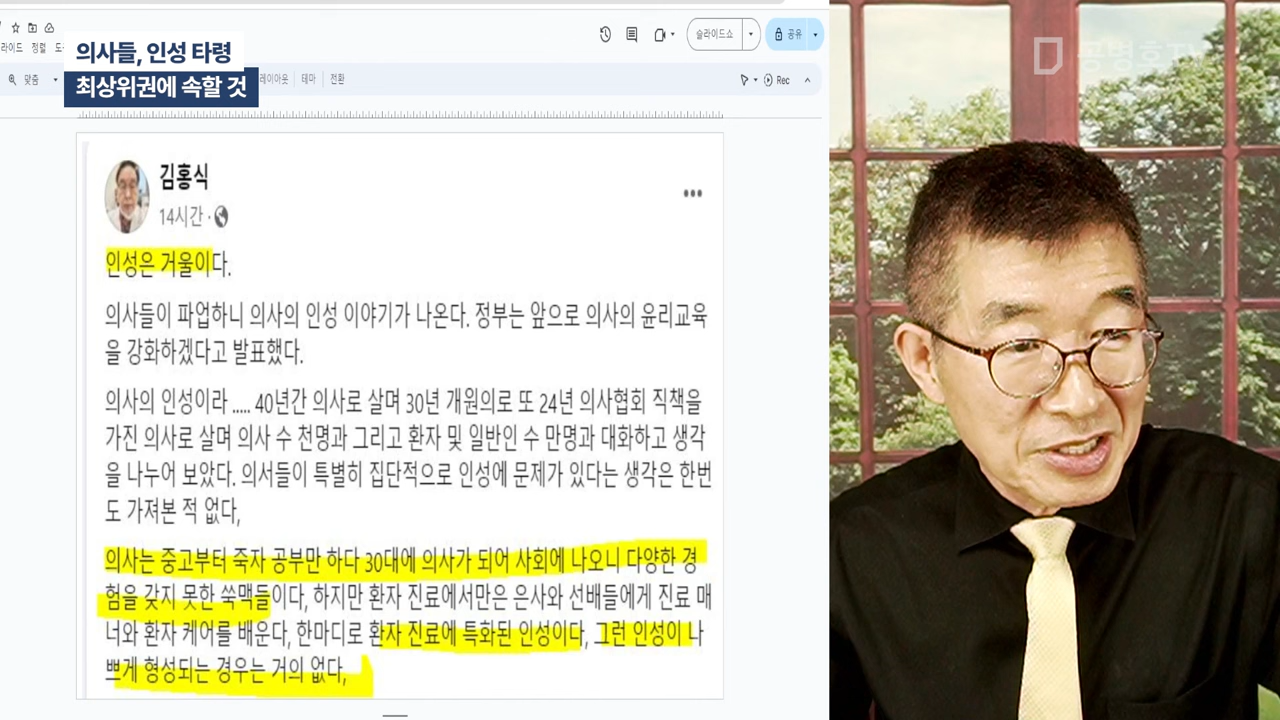 의사들, 인성 타령
최상위권에 속할 것
라이드 정렬 도
슬라이드쇼
공유
맞춤
레이아웃 테마 전환
Rec
공병호TV
김홍식
14시간
인성은 거울이다.
의사들이 파업하니 의사의 인성 이야기가 나온다. 정부는 앞으로 의사의 윤리교육
을 강화하겠다고 발표했다.
의사의 인성이라 ..... 40년간 의사로 살며 30년 개원의로 또 24년 의사협회 직책을
가진 의사로 살며 의사 수 천명과 그리고 환자 및 일반인 수 만명과 대화하고 생각
을 나누어 보았다. 의서들이 특별히 집단적으로 인성에 문제가 있다는 생각은 한번
도 가져본 적 없다,
의사는 중고부터 죽자 공부만 하다 30대에 의사가 되어 사회에 나오니 다양한 경
험을 갖지 못한 쑥맥들이다, 하지만 환자 진료에서만은 은사와 선배들에게 진료 매
너와 환자 케어를 배운다, 한마디로 환자 진료에 특화된 인성이다, 그런 인성이 나
쁘게 형성되는 경우는 거의 없다,